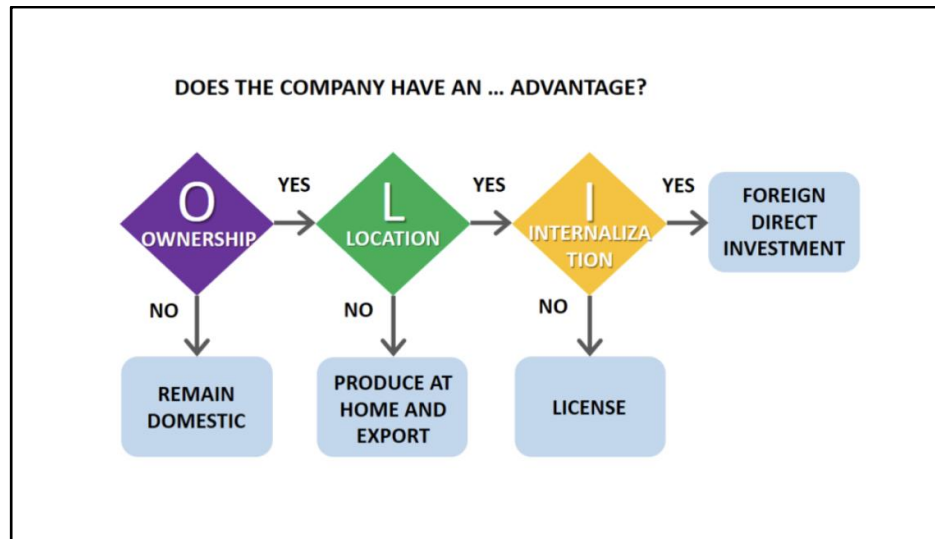 DOES THE COMPANY HAVE AN ... ADVANTAGE?
O
OWNERSHIP
YES
L
LOCATION
YES
I
INTERNALIZA
TION
YES
FOREIGN
DIRECT
INVESTMENT
NO
NO
NO
REMAIN
DOMESTIC
PRODUCE AT
HOME AND
EXPORT
LICENSE